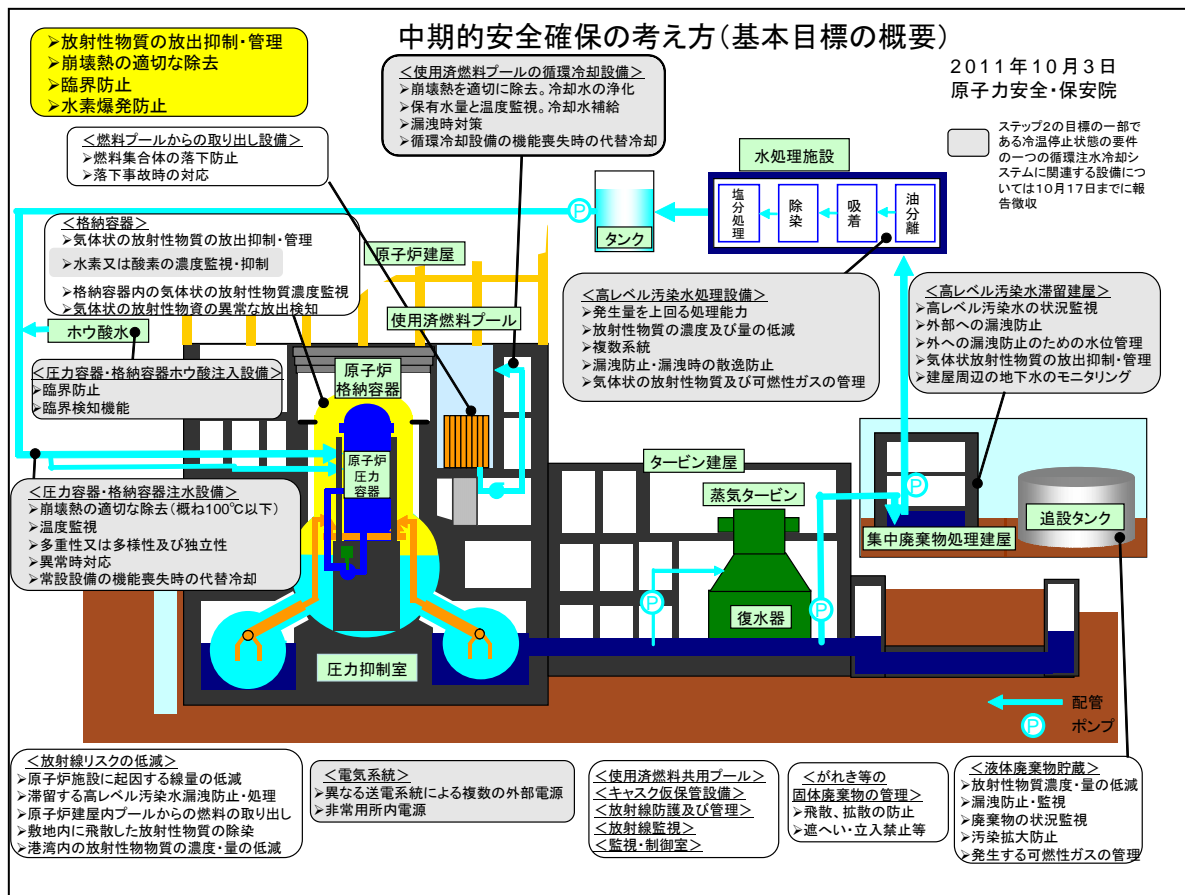 中期的安全確保の考え方(基本目標の概要)
➢放射性物質の放出抑制・管理
➢崩壊熱の適切な除去
➢臨界防止
➢水素爆発防止
2011年10月3日
原子力安全・保安院
ステップ2の目標の一部で
ある冷温停止状態の要件
の一つの循環注水冷却シ
ステムに関連する設備につ
いては10月17日までに報
告徴収
<使用済燃料プールの循環冷却設備>
➢崩壊熱を適切に除去。冷却水の浄化
➢保有水量と温度監視。冷却水補給
➢漏洩時対策
➢循環冷却設備の機能喪失時の代替冷却
<燃料プールからの取り出し設備>
➢燃料集合体の落下防止
➢落下事故時の対応
水処理施設
塩分処理
除染
吸着
油分離
P
タンク
<格納容器>
➢気体状の放射性物質の放出抑制・管理
➢水素又は酸素の濃度監視・抑制
➢格納容器内の気体状の放射性物質濃度監視
➢気体状の放射性物資の異常な放出検知
原子炉建屋
使用済燃料プール
ホウ酸水
<圧力容器・格納容器ホウ酸注入設備>
➢臨界防止
➢臨界検知機能
原子炉
格納容器
原子炉
圧力
容器
<高レベル汚染水処理設備>
➢発生量を上回る処理能力
➢放射性物質の濃度及び量の低減
➢複数系統
➢漏洩防止・漏洩時の散逸防止
➢気体状の放射性物質及び可燃性ガスの管理
<高レベル汚染水滞留建屋>
➢高レベル汚染水の状況監視
➢外部への漏洩防止
➢外への漏洩防止のための水位管理
➢気体状放射性物質の放出抑制・管理
➢建屋周辺の地下水のモニタリング
<圧力容器・格納容器注水設備>
➢崩壊熱の適切な除去(概ね100℃以下)
➢温度監視
➢多重性又は多様性及び独立性
➢異常時対応
➢常設設備の機能喪失時の代替冷却
タービン建屋
蒸気タービン
復水器
P
P
P
集中廃棄物処理建屋
追設タンク
圧力抑制室
配管
P
ポンプ
<放射線リスクの低減>
➢原子炉施設に起因する線量の低減
➢滞留する高レベル汚染水漏洩防止・処理
➢原子炉建屋内プールからの燃料の取り出し
➢敷地内に飛散した放射性物質の除染
➢港湾内の放射性物物質の濃度・量の低減
<電気系統>
➢異なる送電系統による複数の外部電源
➢非常用所内電源
<使用済燃料共用プール>
<キャスク仮保管設備>
<放射線防護及び管理>
<放射線監視>
<監視・制御室>
<がれき等の
固体廃棄物の管理>
➢飛散、拡散の防止
➢遮へい・立入禁止等
<液体廃棄物貯蔵>
➢放射性物質濃度・量の低減
➢漏洩防止・監視
➢廃棄物の状況監視
➢汚染拡大防止
➢発生する可燃性ガスの管理